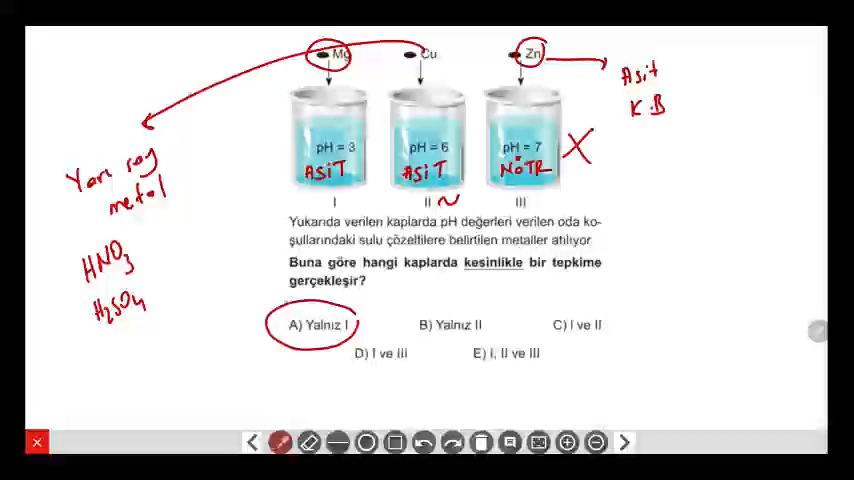 Mg
Cu
Zn
Asit
K.B
pH = 3
pH = 6
pH = 7
ASİT
ASİT
NÖTR
Yarı soy
metal
I
II
III
HNO3
H2SO4
Yukarıda verilen kaplarda pH değerleri verilen oda ko-
şullarındaki sulu çözeltilere belirtilen metaller atılıyor
Buna göre hangi kaplarda kesinlikle bir tepkime
gerçekleşir?
A) Yalnız I
B) Yalnız II
C) I ve II
D) I ve III
E) I, II ve III